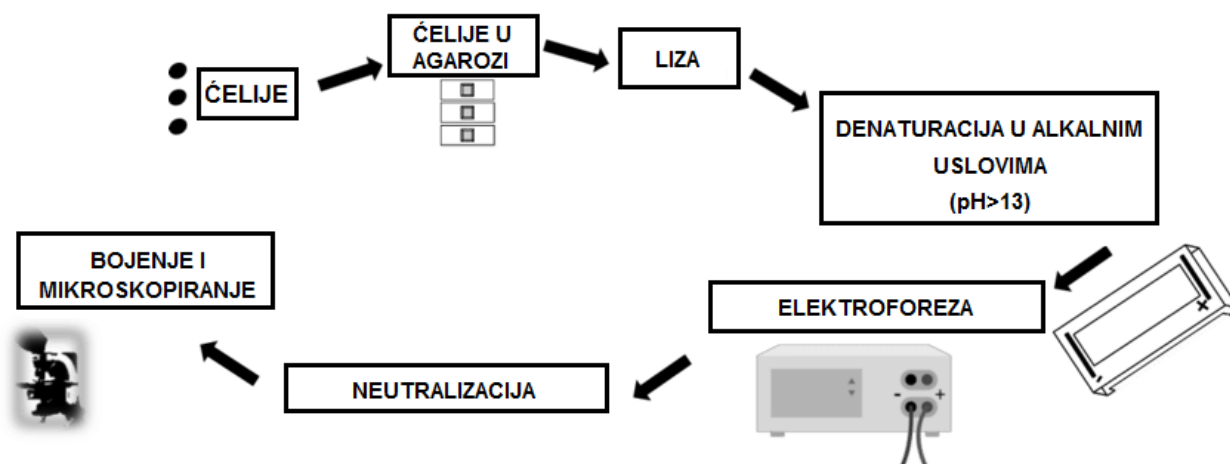 ĆELIJE
ĆELIJE U
AGAROZI
LIZA
DENATURACIJA U ALKALNIM
USLOVIMA
(pH>13)
ELEKTROFOREZA
NEUTRALIZACIJA
BOJENJE I
MIKROSKOPIRANJE
- +
- +